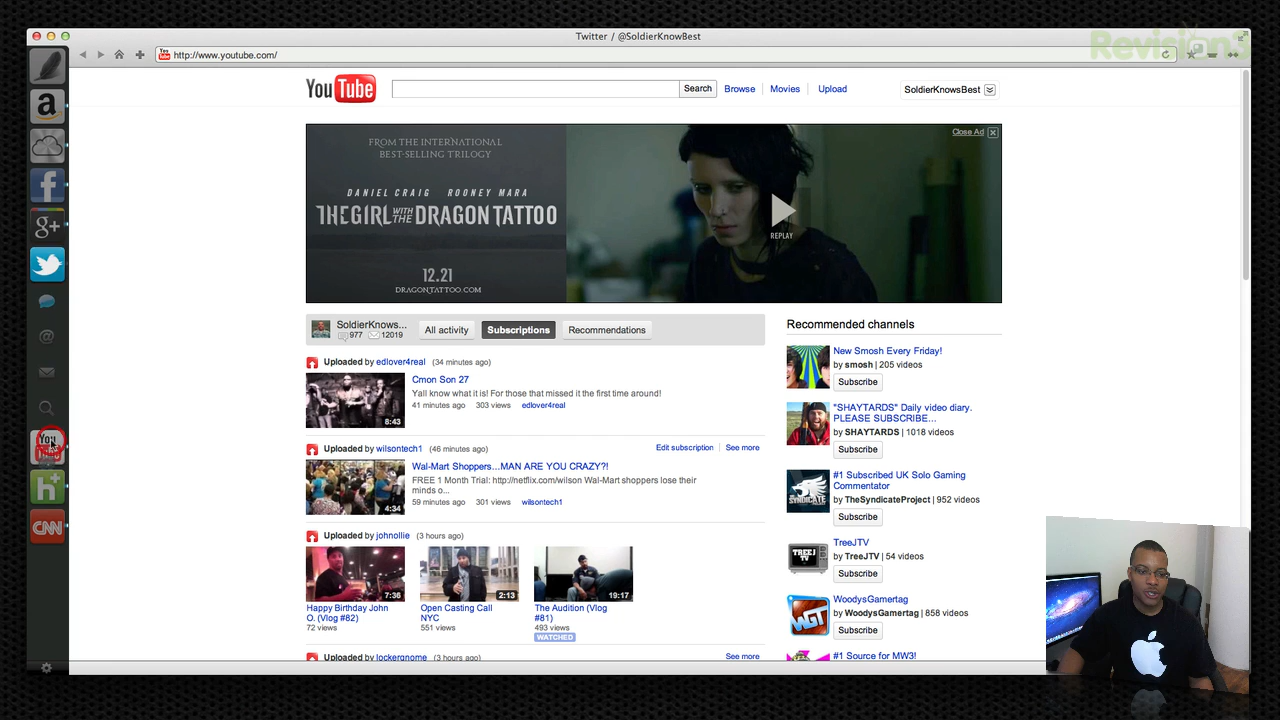 Twitter / @SoldierKnowBest
Revision3
http://www.youtube.com/
YouTube
Search
Browse
Movies
Upload
SoldierKnowsBest
FROM THE INTERNATIONAL
BEST-SELLING TRILOGY
DANIEL CRAIG ROONEY MARA
THE GIRL WITH THE DRAGON TATTOO
12.21
DRAGONTATTOO.COM
Close Ad
REPLAY
a
f
g+
@
You Tube
h+
CNN
SoldierKnows...
977 12019
All activity
Subscriptions
Recommendations
Uploaded by edlover4real (34 minutes ago)
8:43
Cmon Son 27
Yall know what it is! For those that missed it the first time around!
41 minutes ago 303 views edlover4real
Uploaded by wilsontech1 (46 minutes ago)
Edit subscription
See more
4:34
Wal-Mart Shoppers...MAN ARE YOU CRAZY?!
FREE 1 Month Trial: http://netflix.com/wilson Wal-Mart shoppers lose their
minds o...
59 minutes ago 301 views wilsontech1
Uploaded by johnollie (3 hours ago)
7:36
2:13
19:17
Happy Birthday John
O. (Vlog #82)
72 views
Open Casting Call
NYC
551 views
The Audition (Vlog
#81)
493 views
WATCHED
Uploaded by lockergnome (3 hours ago)
See more
Recommended channels
New Smosh Every Friday!
by smosh | 205 videos
Subscribe
"SHAYTARDS" Daily video diary.
PLEASE SUBSCRIBE...
by SHAYTARDS | 1018 videos
Subscribe
#1 Subscribed UK Solo Gaming
Commentator
by TheSyndicateProject | 952 videos
Subscribe
TREEJ
TV
TreeJTV
by TreeJTV | 54 videos
Subscribe
WGT
WoodysGamertag
by WoodysGamertag | 858 videos
Subscribe
#1 Source for MW3!